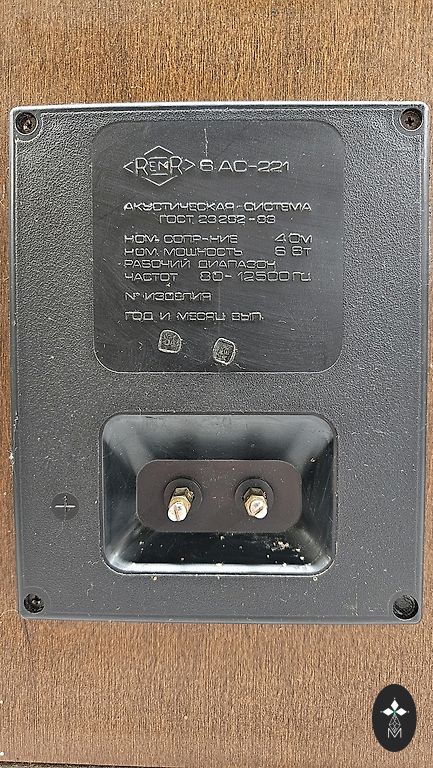 REMR 6 АС-221
АКУСТИЧЕСКАЯ СИСТЕМА
ГОСТ 23262-83
НОМ. СОПР-НИЕ 4 ОМ
НОМ. МОЩНОСТЬ 6 ВТ
РАБОЧИЙ ДИАПАЗОН
ЧАСТОТ 80-12500 ГЦ
№ ИЗДЕЛИЯ
ГОД И МЕСЯЦ ВЫП.
+
M